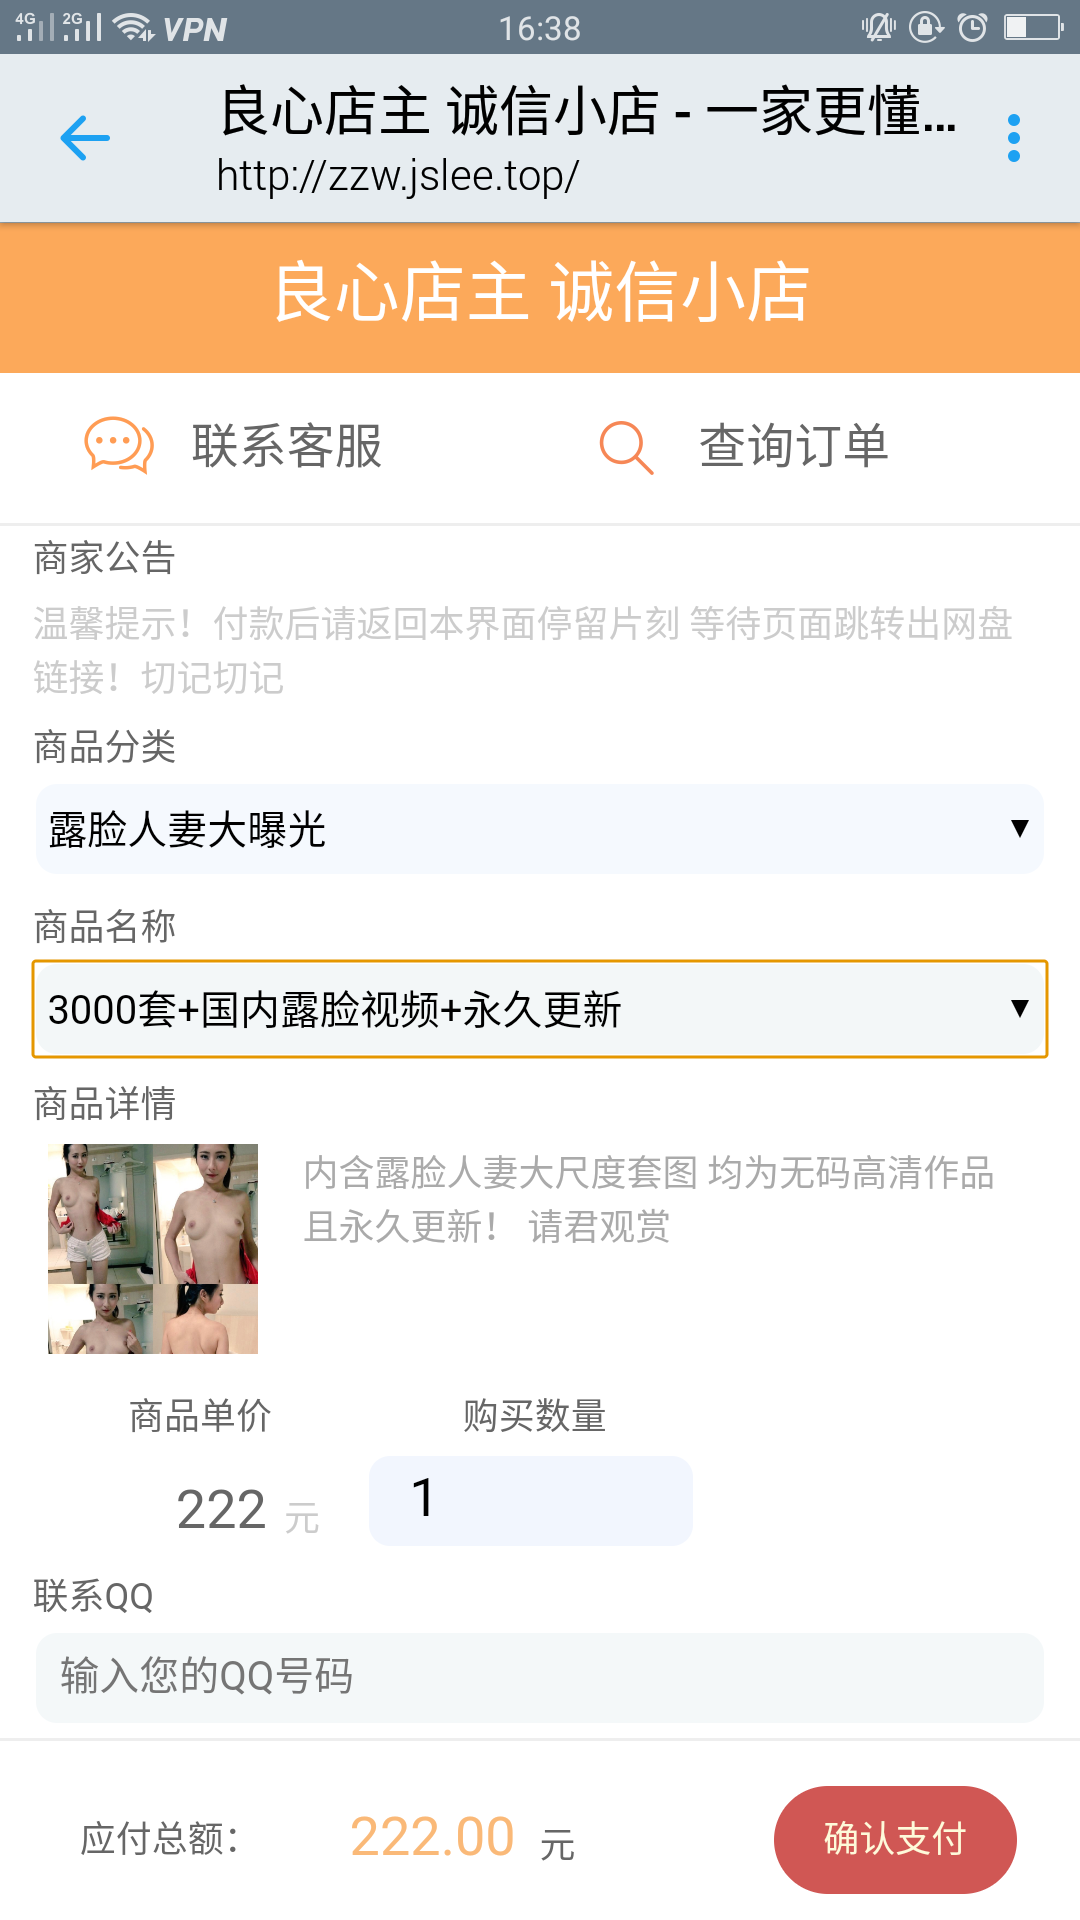 4G 2G VPN 16:38
良心店主 诚信小店 - 一家更懂...
http://zzw.jslee.top/
良心店主 诚信小店
联系客服 查询订单
商家公告
温馨提示！付款后请返回本界面停留片刻 等待页面跳转出网盘
链接！切记切记
商品分类
露脸人妻大曝光
商品名称
3000套+国内露脸视频+永久更新
商品详情
内含露脸人妻大尺度套图 均为无码高清作品
且永久更新！ 请君观赏
商品单价 购买数量
222 元 1
联系QQ
输入您的QQ号码
应付总额： 222.00 元 确认支付